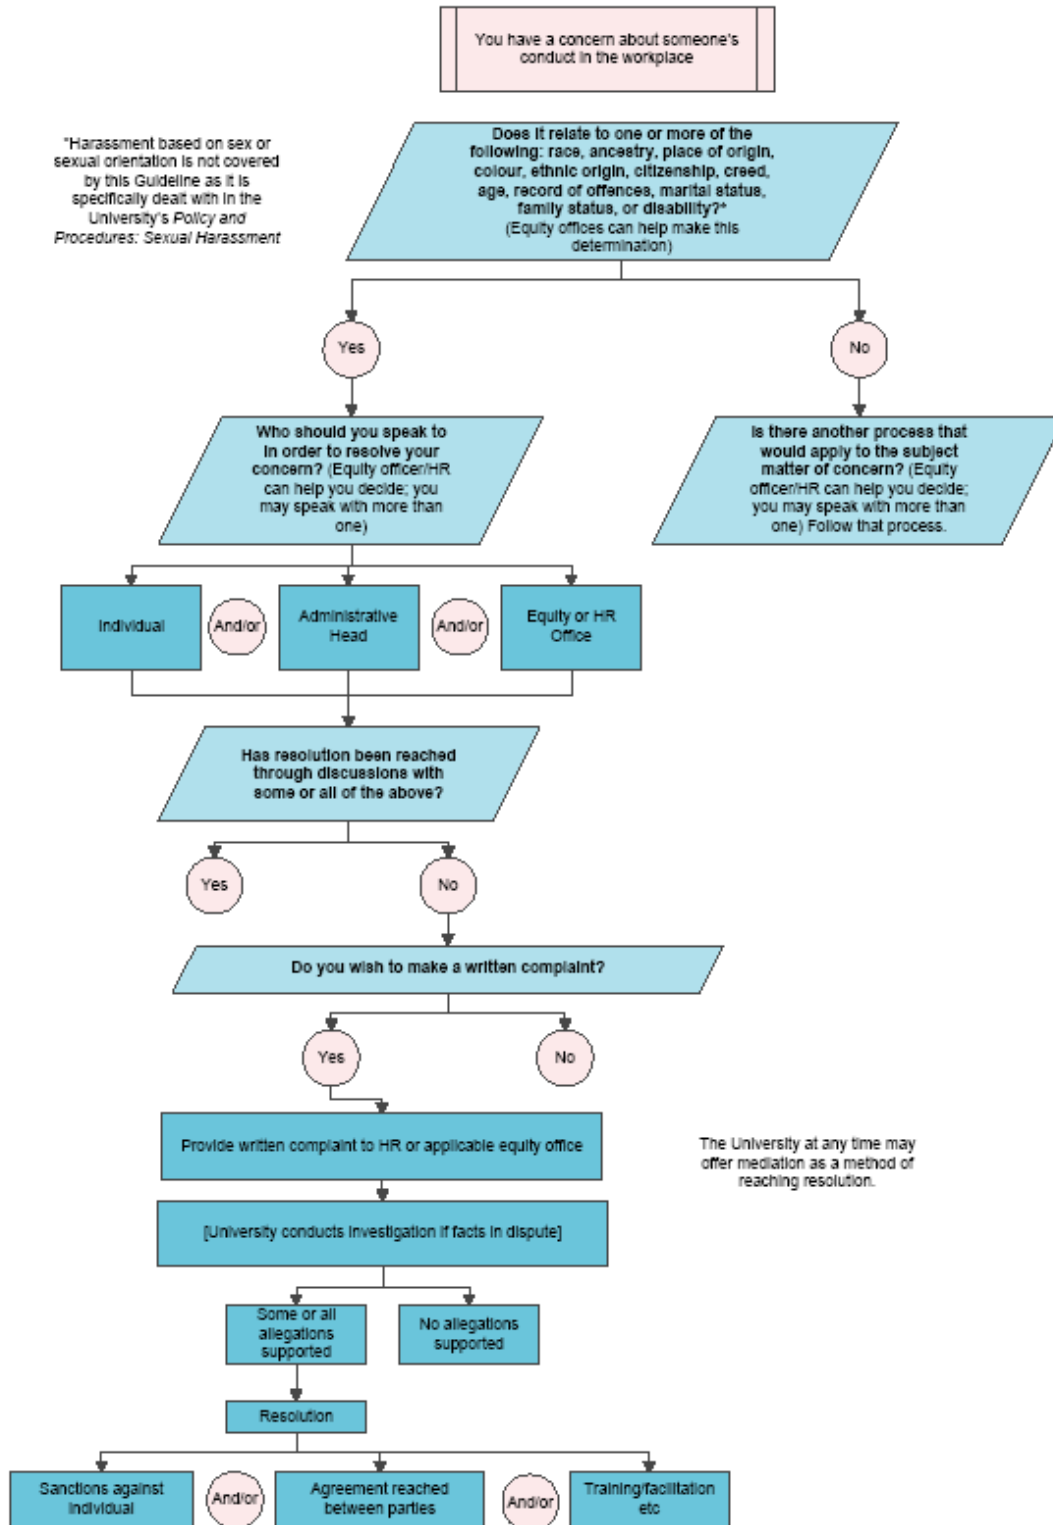 You have a concern about someone's
conduct in the workplace
"Harassment based on sex or
sexual orientation is not covered
by this Guideline as it is
specifically dealt with in the
University's Policy and
Procedures: Sexual Harassment
Does it relate to one or more of the
following: race, ancestry, place of origin,
colour, ethnic origin, citizenship, creed,
age, record of offences, marital status,
family status, or disability?*
(Equity offices can help make this
determination)
Yes
No
Who should you speak to
in order to resolve your
concern? (Equity officer/HR
can help you decide; you
may speak with more than
one)
Is there another process that
would apply to the subject
matter of concern? (Equity
officer/HR can help you decide;
you may speak with more than
one) Follow that process.
Individual
And/or
Administrative
Head
And/or
Equity or HR
Office
Has resolution been reached
through discussions with
some or all of the above?
Yes
No
Do you wish to make a written complaint?
Yes
No
Provide written complaint to HR or applicable equity office
The University at any time may
offer mediation as a method of
reaching resolution.
[University conducts investigation if facts in dispute]
Some or all
allegations
supported
No allegations
supported
Resolution
Sanctions against
individual
And/or
Agreement reached
between parties
And/or
Training/facilitation
etc